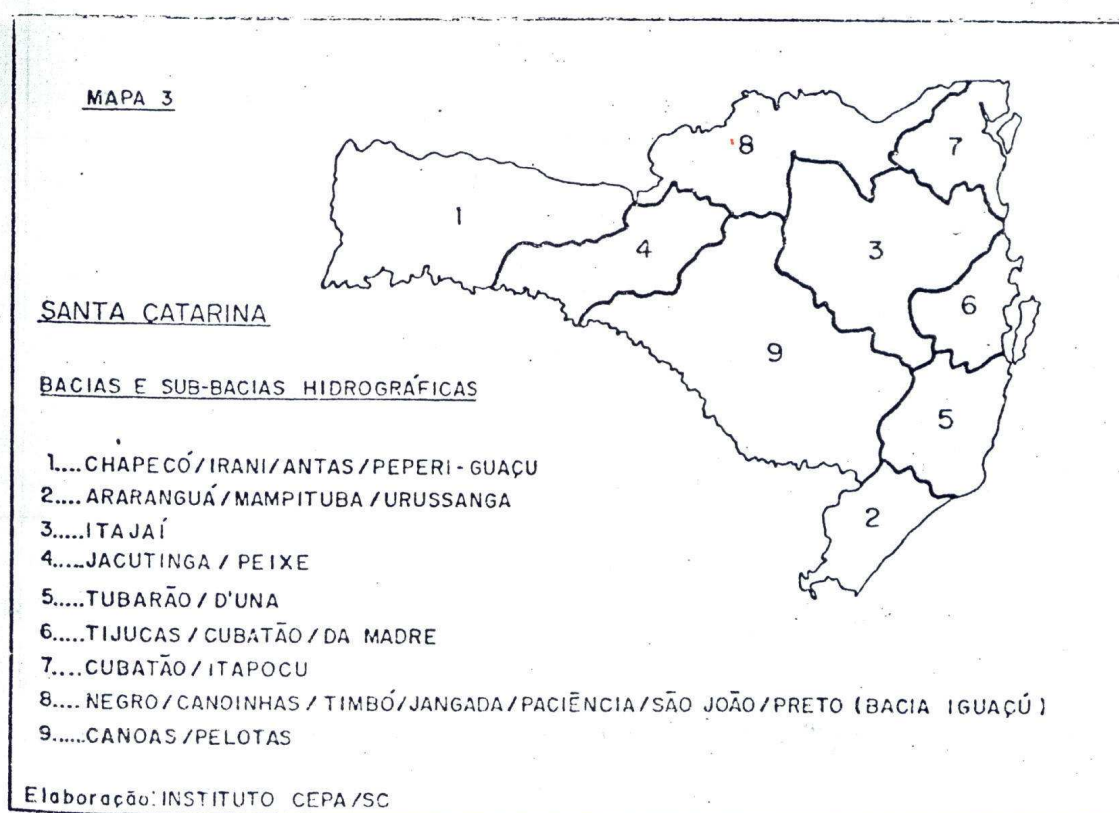 MAPA 3
8
7
1
4
3
6
9
5
2
SANTA CATARINA
BACIAS E SUB-BACIAS HIDROGRÁFICAS
1....CHAPECÓ/IRANI/ANTAS/PEPERI-GUAÇU
2....ARARANGUÁ/MAMPITUBA/URUSSANGA
3.....ITAJAÍ
4.....JACUTINGA / PEIXE
5.....TUBARÃO/D'UNA
6.....TIJUCAS/CUBATÃO/DA MADRE
7....CUBATÃO/ITAPOCU
8.... NEGRO/CANOINHAS/TIMBÓ/JANGADA/PACIÊNCIA/SÃO JOÃO/PRETO (BACIA IGUAÇÚ)
9.....CANOAS/PELOTAS
Elaboração: INSTITUTO CEPA/SC